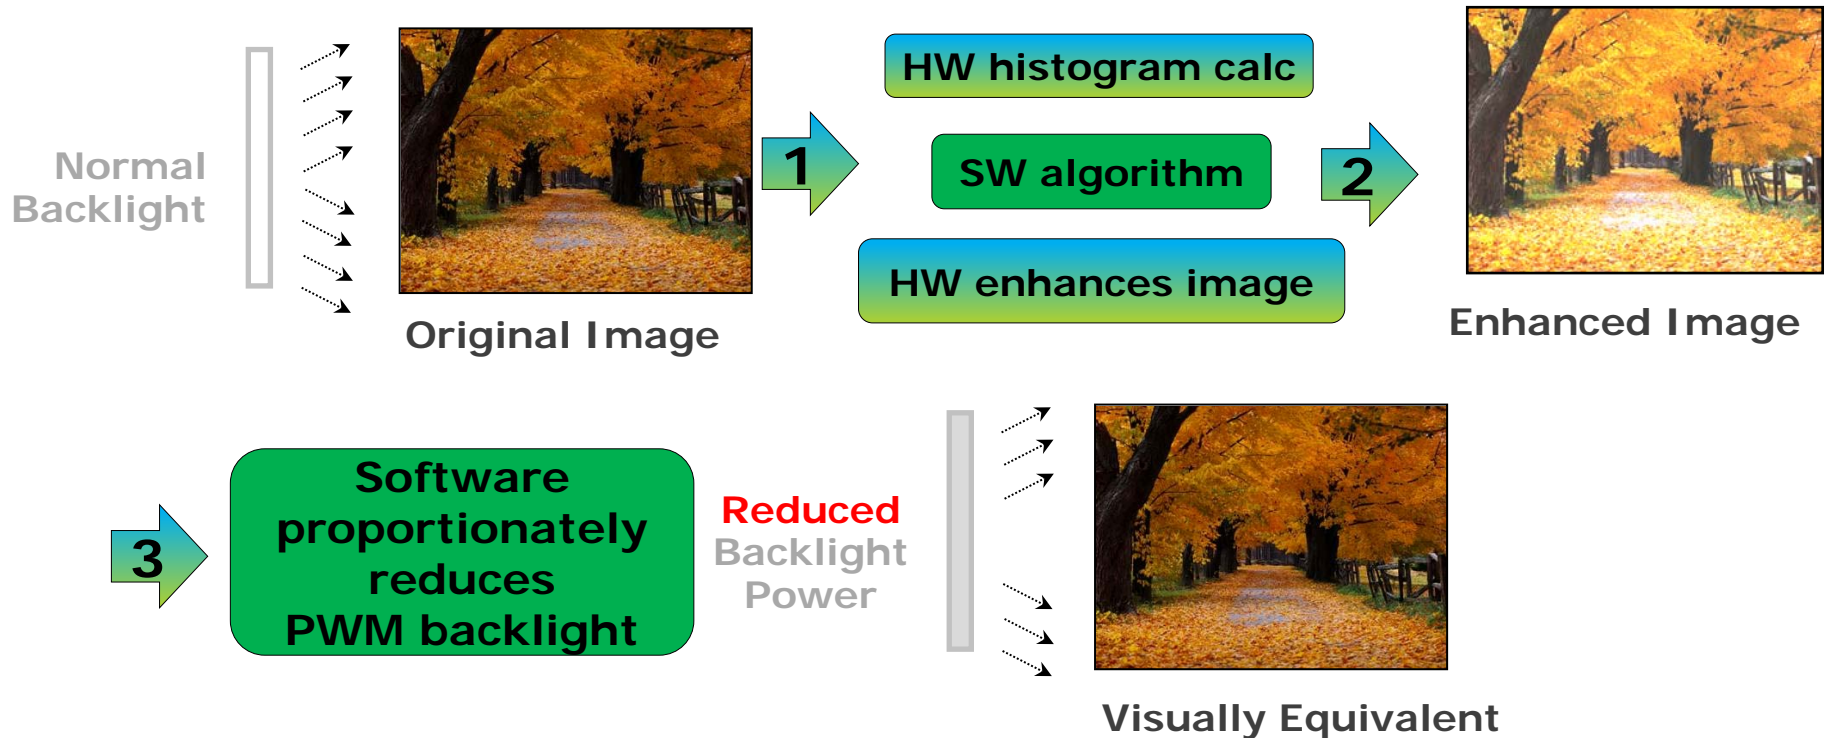 Normal
Backlight
Original Image
1
HW histogram calc
SW algorithm
HW enhances image
2
Enhanced Image
3
Software
proportionately
reduces
PWM backlight
Reduced
Backlight
Power
Visually Equivalent